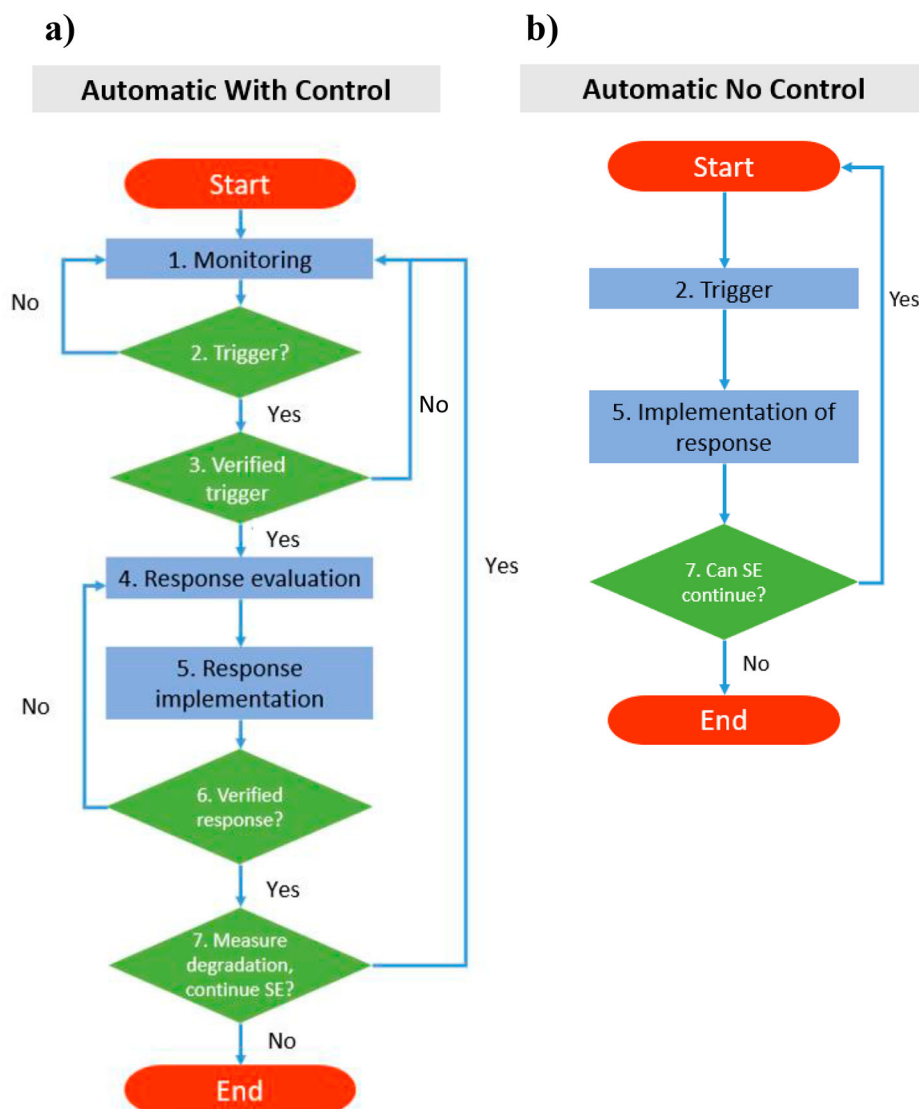 a)
Automatic With Control
Start
1. Monitoring
No
2. Trigger?
Yes
No
3. Verified
trigger
Yes
4. Response evaluation
Yes
5. Response
implementation
No
6. Verified
response?
Yes
7. Measure
degradation,
continue SE?
No
End
b)
Automatic No Control
Start
2. Trigger
Yes
5. Implementation of
response
7. Can SE
continue?
No
End